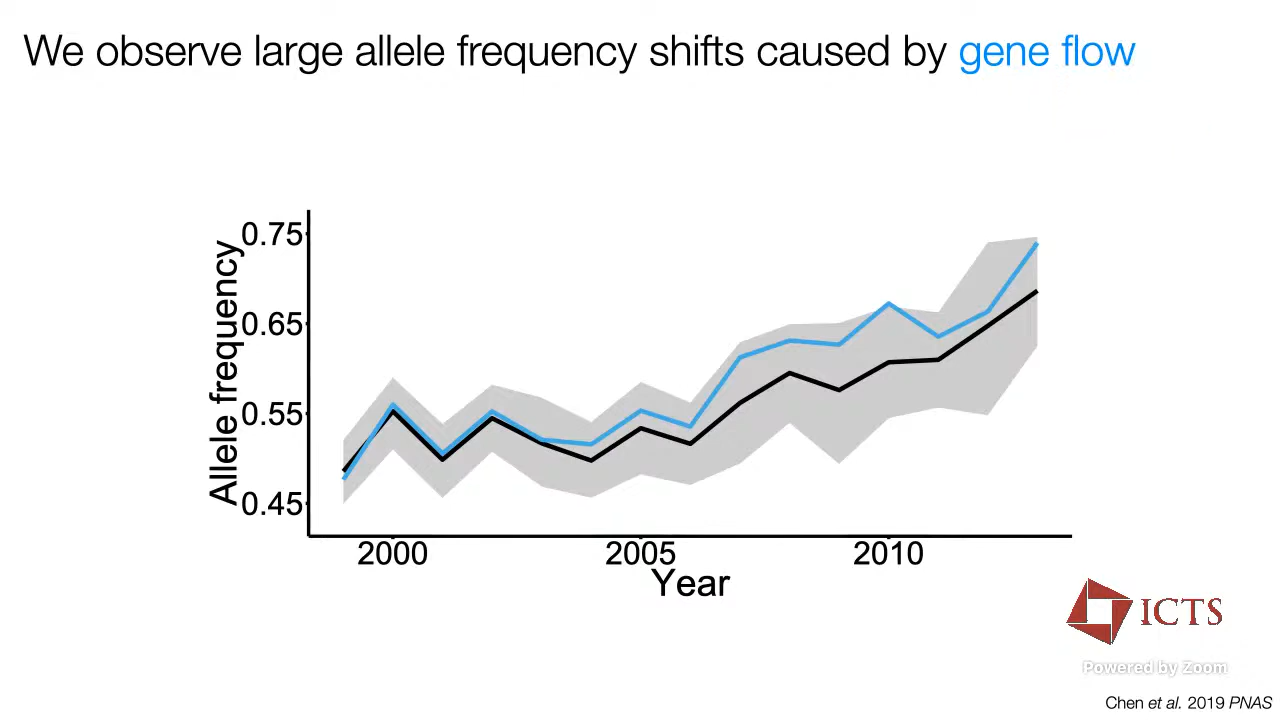 We observe large allele frequency shifts caused by gene flow
Allele frequency
0.75
0.65
0.55
0.45
2000 2005 2010
Year
ICTS
Powered by Zoom
Chen et al. 2019 PNAS